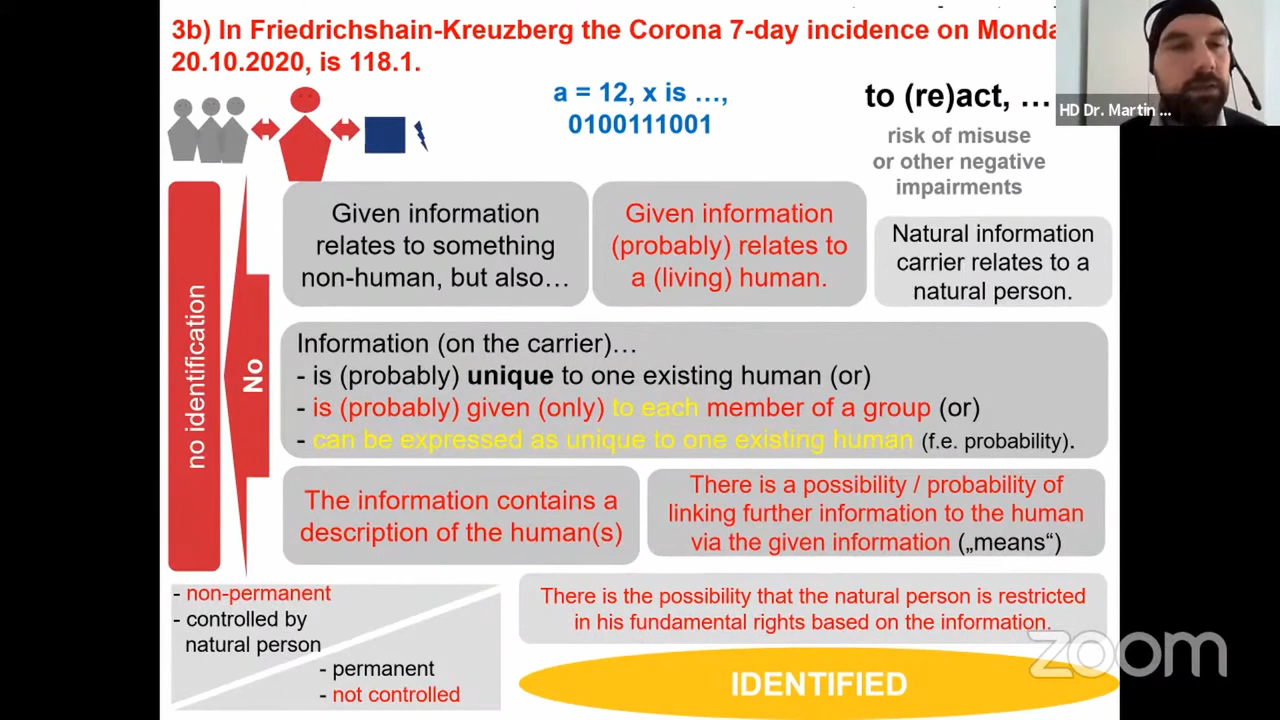 3b) In Friedrichshain-Kreuzberg the Corona 7-day incidence on Monda
20.10.2020, is 118.1.
a = 12, x is …,
0100111001
to (re)act, …
risk of misuse
or other negative
impairments
HD Dr. Martin ...
no identification
No
Given information
relates to something
non-human, but also…
Given information
(probably) relates to
a (living) human.
Natural information
carrier relates to a
natural person.
Information (on the carrier)…
- is (probably) unique to one existing human (or)
- is (probably) given (only) to each member of a group (or)
- can be expressed as unique to one existing human (f.e. probability).
The information contains a
description of the human(s)
There is a possibility / probability of
linking further information to the human
via the given information („means“)
- non-permanent
- controlled by
natural person
- permanent
- not controlled
There is the possibility that the natural person is restricted
in his fundamental rights based on the information.
IDENTIFIED
zoom